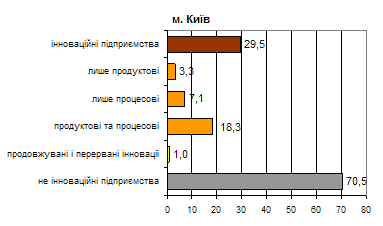 м. Київ
інноваційні підприємства 29,5
лише продуктові 3,3
лише процесові 7,1
продуктові та процесові 18,3
продовжувані і перервані інновації 1,0
не інноваційні підприємства 70,5
0 10 20 30 40 50 60 70 80